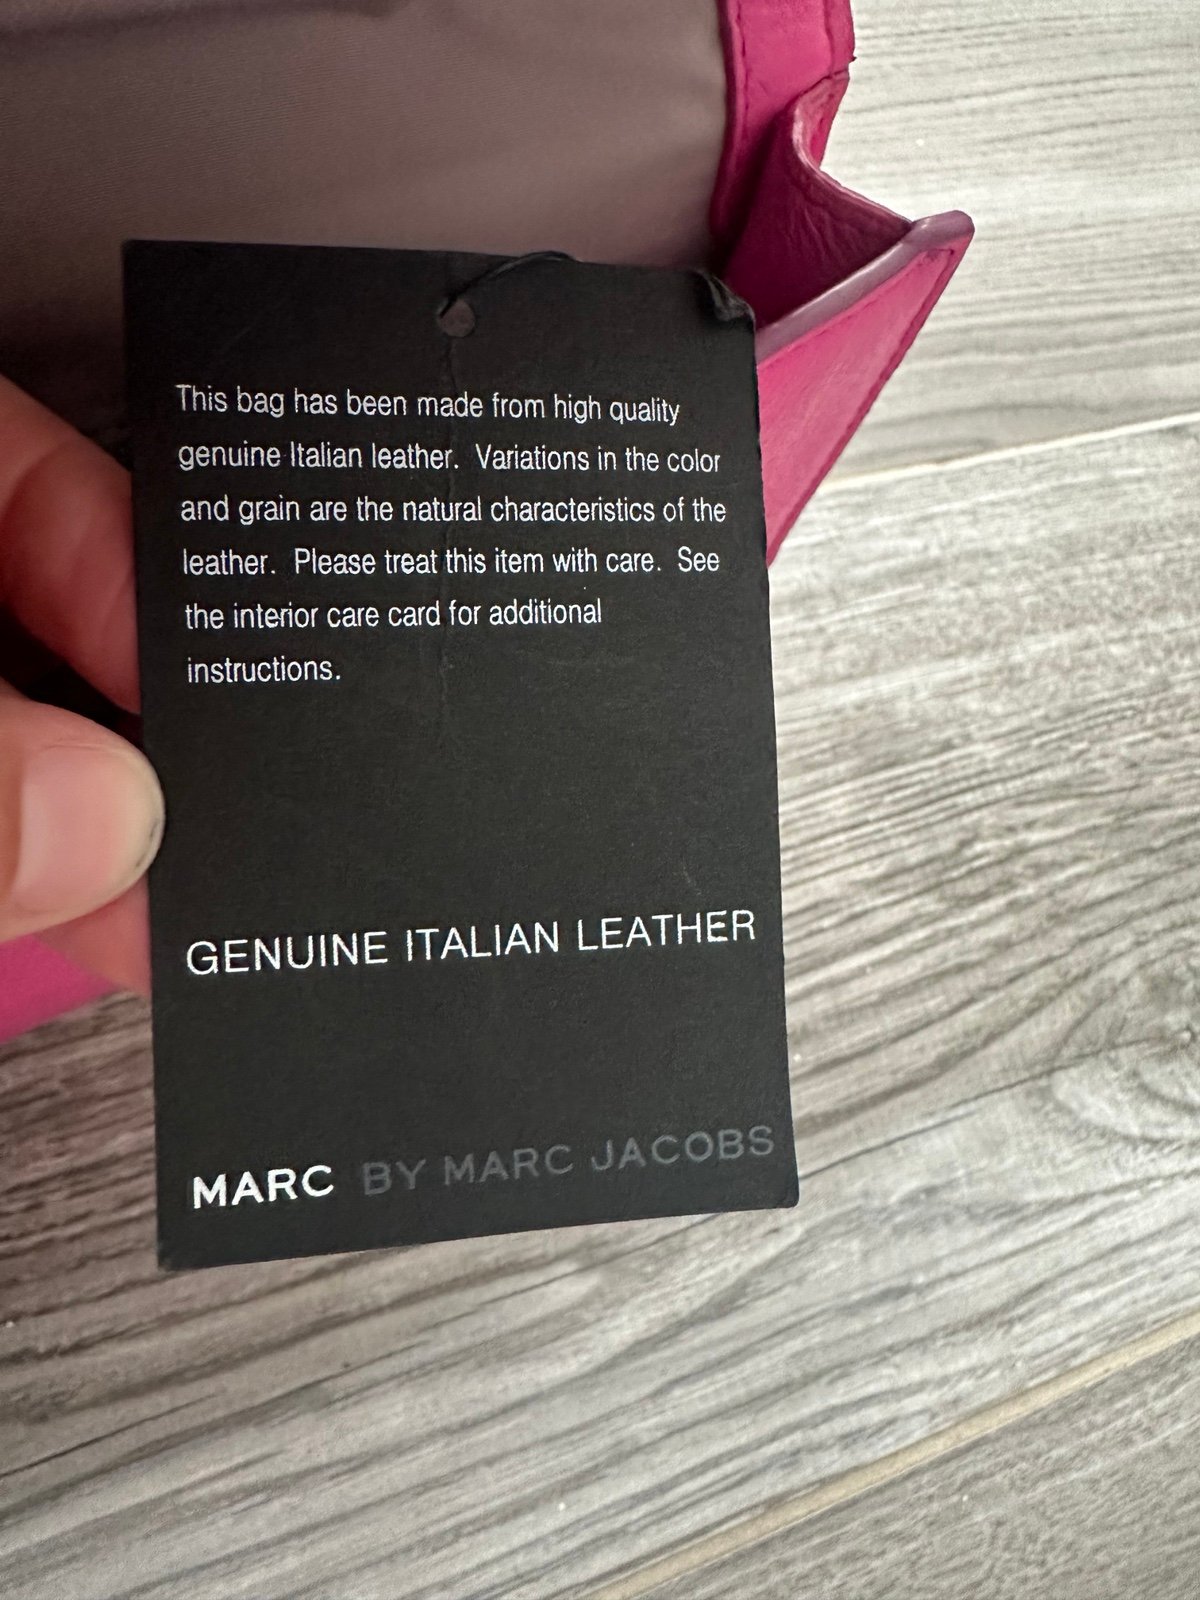 This bag has been made from high quality
genuine Italian leather. Variations in the color
and grain are the natural characteristics of the
leather. Please treat this item with care. See
the interior care card for additional
instructions.
GENUINE ITALIAN LEATHER
MARC BY MARC JACOBS